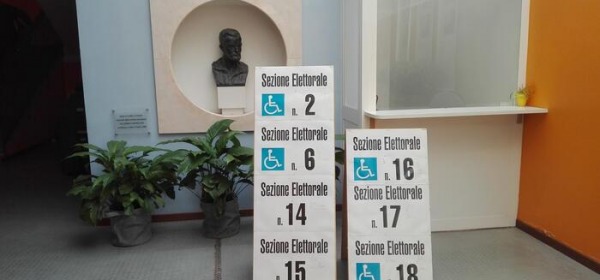 Sezione Elettorale
n. 2
Sezione Elettorale
n. 6
Sezione Elettorale
n. 14
Sezione Elettorale
n. 15
Sezione Elettorale
n. 16
Sezione Elettorale
n. 17
Sezione Elettorale
n. 18